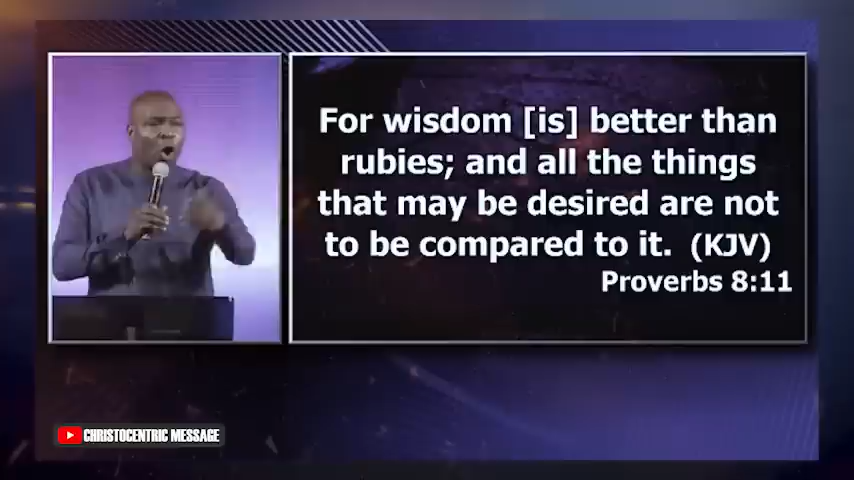 For wisdom [is] better than
rubies; and all the things
that may be desired are not
to be compared to it. (KJV)
Proverbs 8:11
CHRISTOCENTRIC MESSAGE